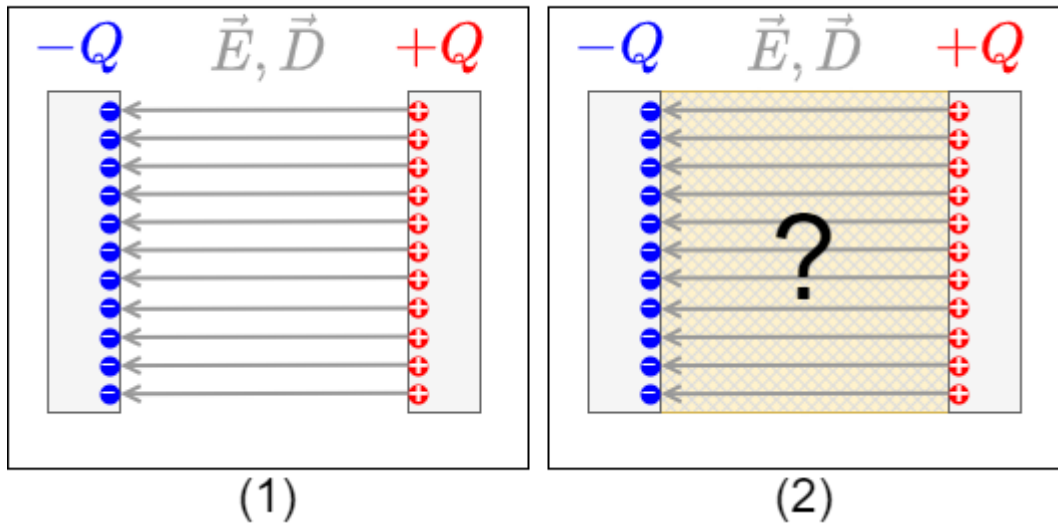 −Q E⃗, D⃗ +Q
−Q E⃗, D⃗ +Q
?
(1)
(2)